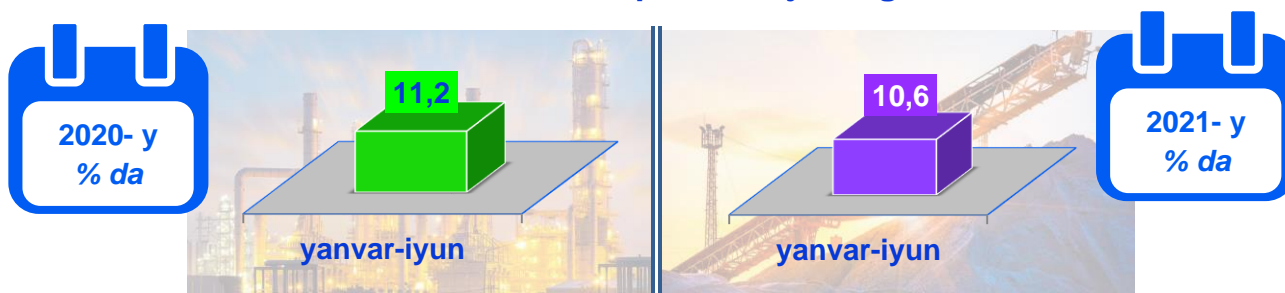 11,2
10,6
2020- y
% da
2021- y
% da
yanvar-iyun
yanvar-iyun